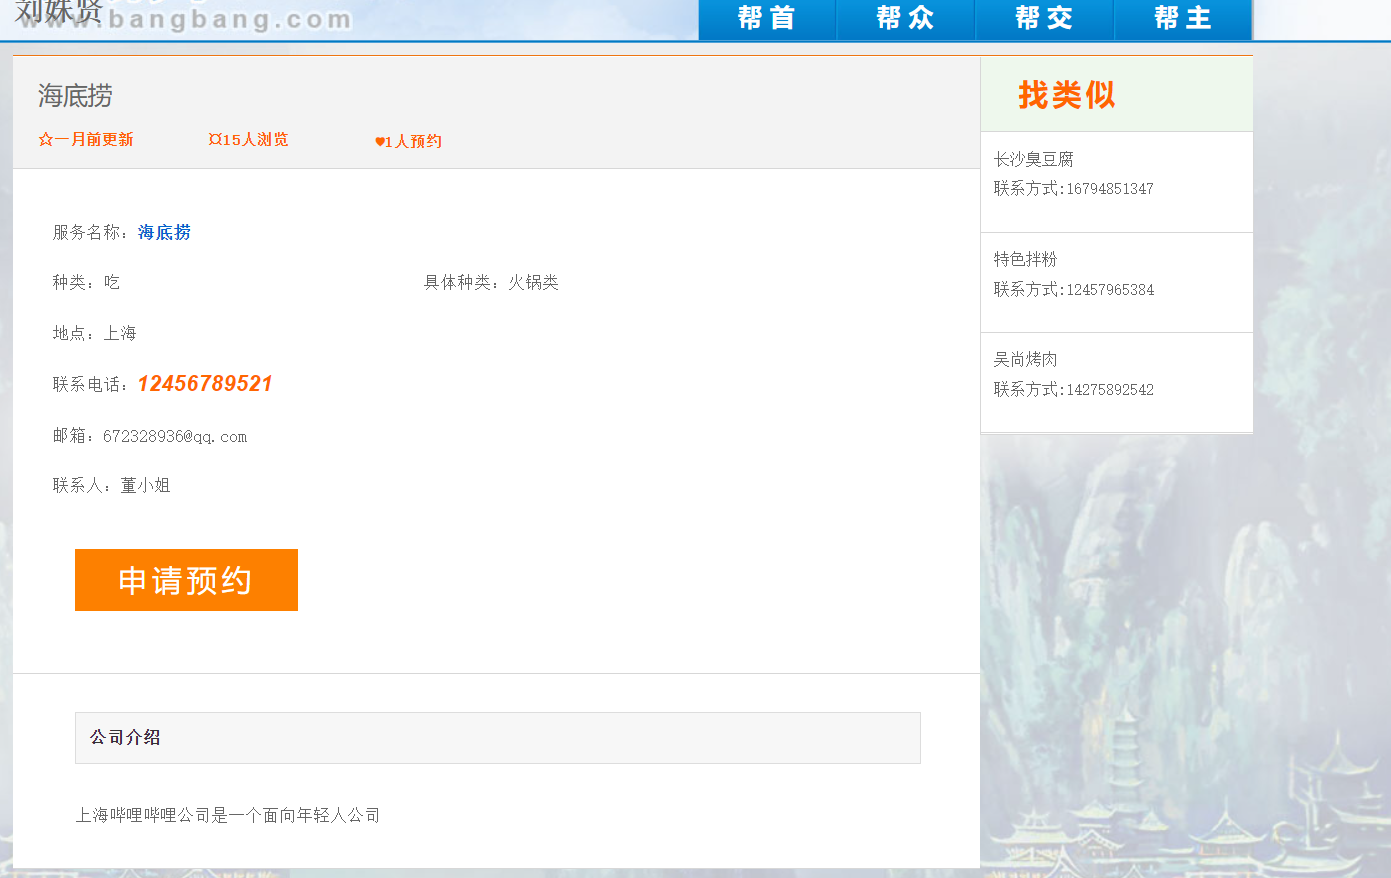 刘姝贤
www.bangbang.com
帮首 帮众 帮交 帮主
海底捞
☆一月前更新 ¤15人浏览 ♥1人预约
服务名称：海底捞
种类：吃 具体种类：火锅类
地点：上海
联系电话：12456789521
邮箱：672328936@qq.com
联系人：董小姐
申请预约
公司介绍
上海哔哩哔哩公司是一个面向年轻人公司
找类似
长沙臭豆腐
联系方式:16794851347
特色拌粉
联系方式:12457965384
吴尚烤肉
联系方式:14275892542